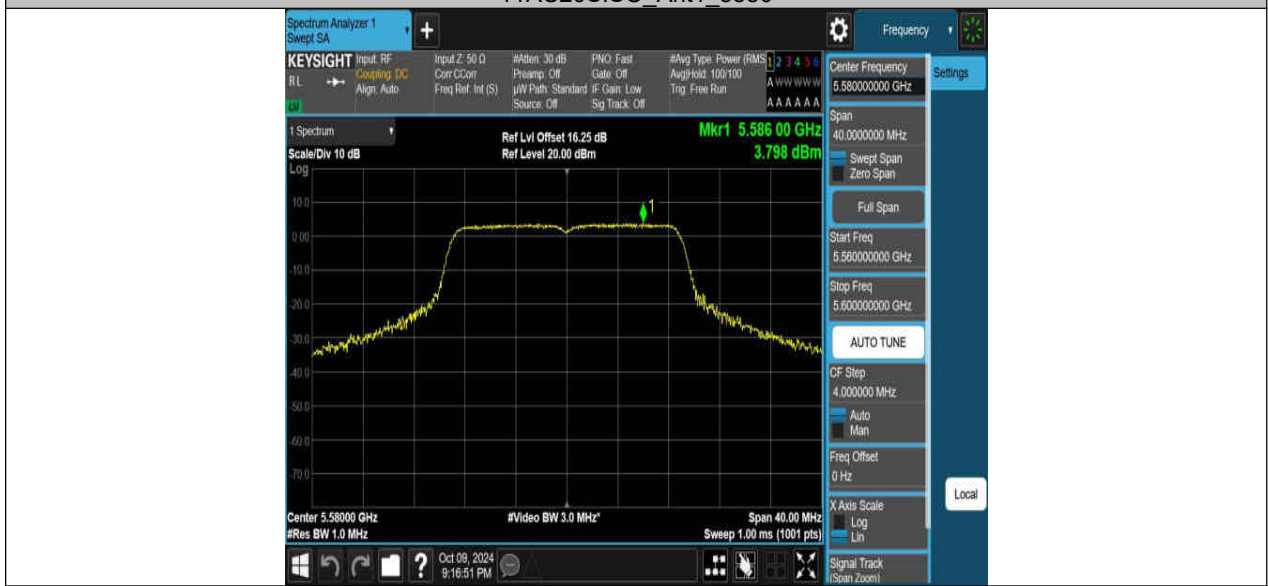 Spectrum Analyzer 1
Swept SA
+
Frequency
KEYSIGHT
RL
Input: RF
Coupling: DC
Align: Auto
Input Z: 50 Ω
Corr CCorr
Freq Ref: Int (S)
#Atten: 30 dB
Preamp: Off
µW Path: Standard
Source: Off
PNO: Fast
Gate: Off
IF Gain: Low
Sig Track: Off
#Avg Type: Power (RMS
Avg|Hold: 100/100
Trig: Free Run
1 2 3 4 5 6
A W W W W W
A A A A A A
1 Spectrum
Scale/Div 10 dB
Ref Lvl Offset 16.25 dB
Ref Level 20.00 dBm
Mkr1 5.586 00 GHz
3.798 dBm
Log
10.0
0.00
-10.0
-20.0
-30.0
-40.0
-50.0
-60.0
-70.0
1
Center 5.58000 GHz
#Res BW 1.0 MHz
#Video BW 3.0 MHz*
Span 40.00 MHz
Sweep 1.00 ms (1001 pts)
Center Frequency
5.580000000 GHz
Settings
Span
40.0000000 MHz
Swept Span
Zero Span
Full Span
Start Freq
5.560000000 GHz
Stop Freq
5.600000000 GHz
AUTO TUNE
CF Step
4.000000 MHz
Auto
Man
Freq Offset
0 Hz
X Axis Scale
Log
Lin
Local
Signal Track
(Span Zoom)
?
Oct 09, 2024
9:16:51 PM